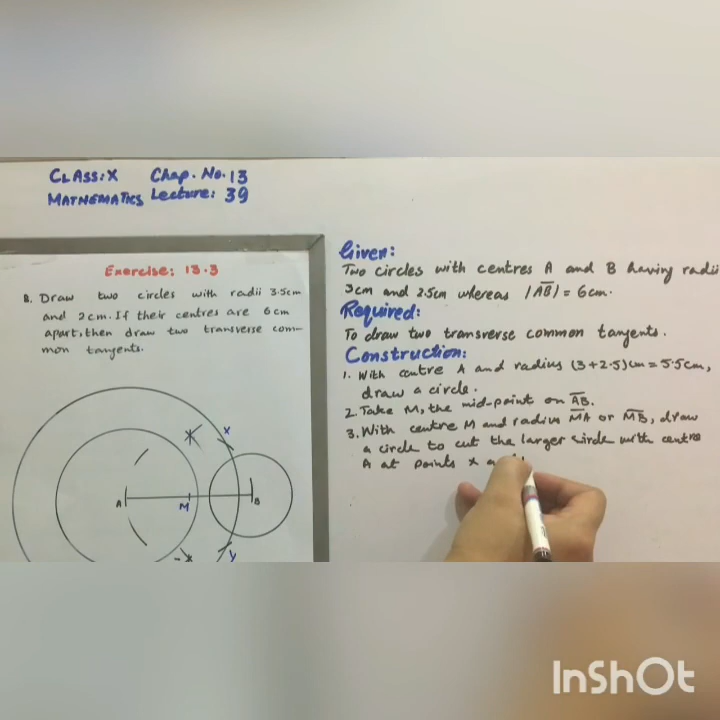 CLASS:X Chap. No. 13
MATHEMATICS Lecture: 39
Exercise: 13.3
8. Draw two circles with radii 3.5cm
and 2cm. If their centres are 6cm
apart, then draw two transverse com-
mon tangents.
X
A
M
B
y
Given:
Two circles with centres A and B having radii
3cm and 2.5cm whereas |AB| = 6cm.
Required:
To draw two transverse common tangents.
Construction:
1. With centre A and radius (3+2.5)cm = 5.5cm,
draw a circle.
2. Take M, the mid-point on AB.
3. With centre M and radius MA or MB, draw
a circle to cut the larger circle with centre
A at points x
InShOt